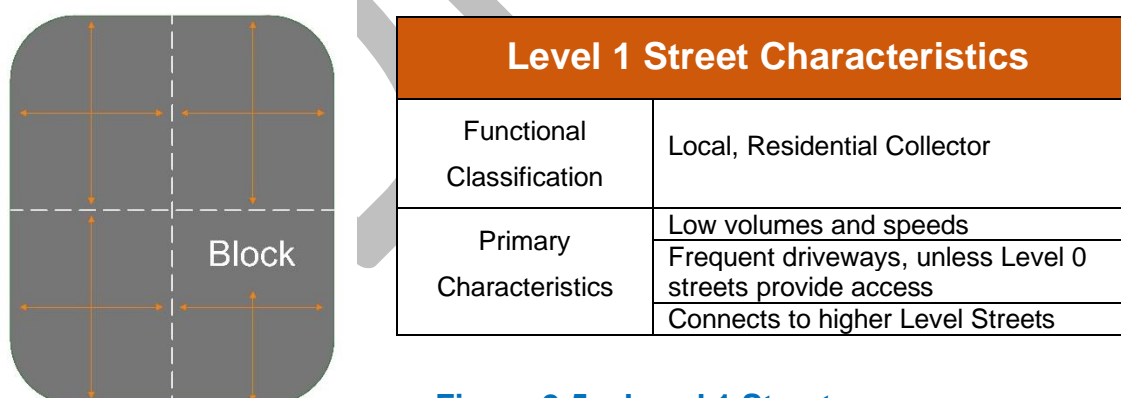 Block
Level 1 Street Characteristics
Functional
Classification
Local, Residential Collector
Primary
Characteristics
Low volumes and speeds
Frequent driveways, unless Level 0
streets provide access
Connects to higher Level Streets